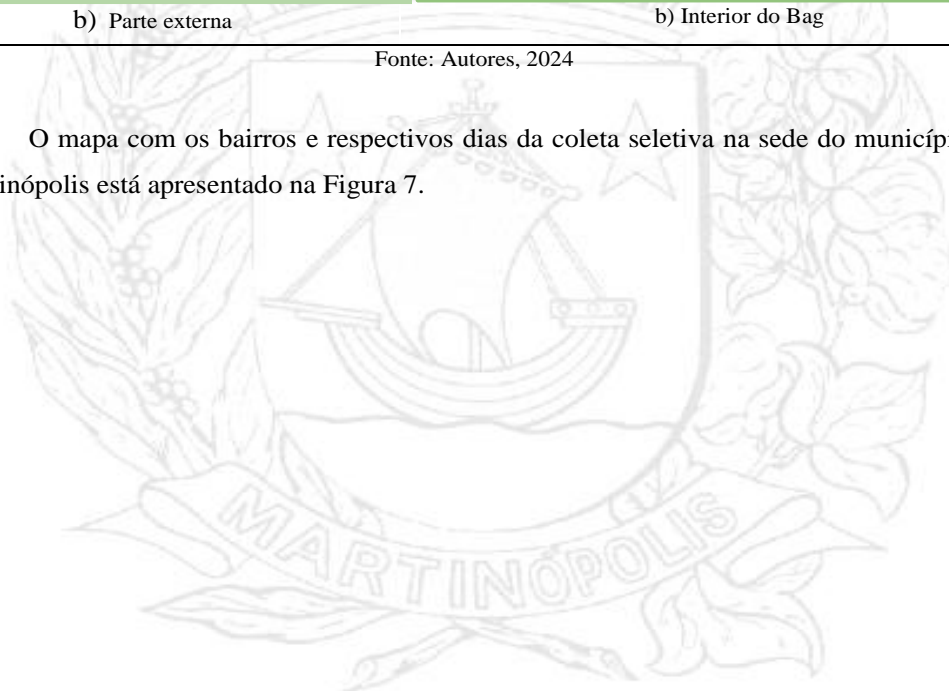 b) Parte externa b) Interior do Bag
Fonte: Autores, 2024
O mapa com os bairros e respectivos dias da coleta seletiva na sede do municípi
inópolis está apresentado na Figura 7.
MARTINÓPOLIS